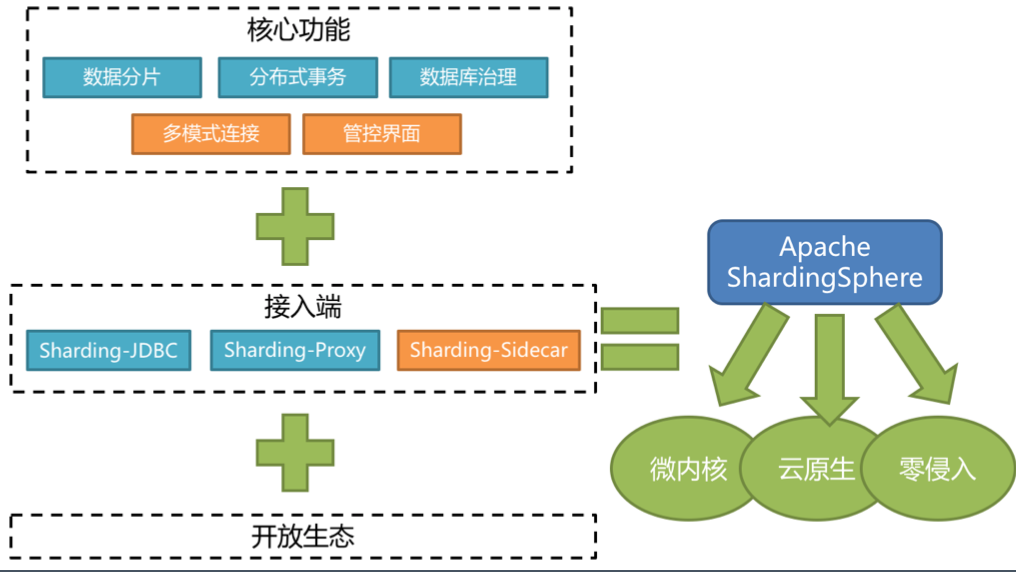 核心功能
数据分片
分布式事务
数据库治理
多模式连接
管控界面
接入端
Sharding-JDBC
Sharding-Proxy
Sharding-Sidecar
开放生态
Apache
ShardingSphere
微内核
云原生
零侵入